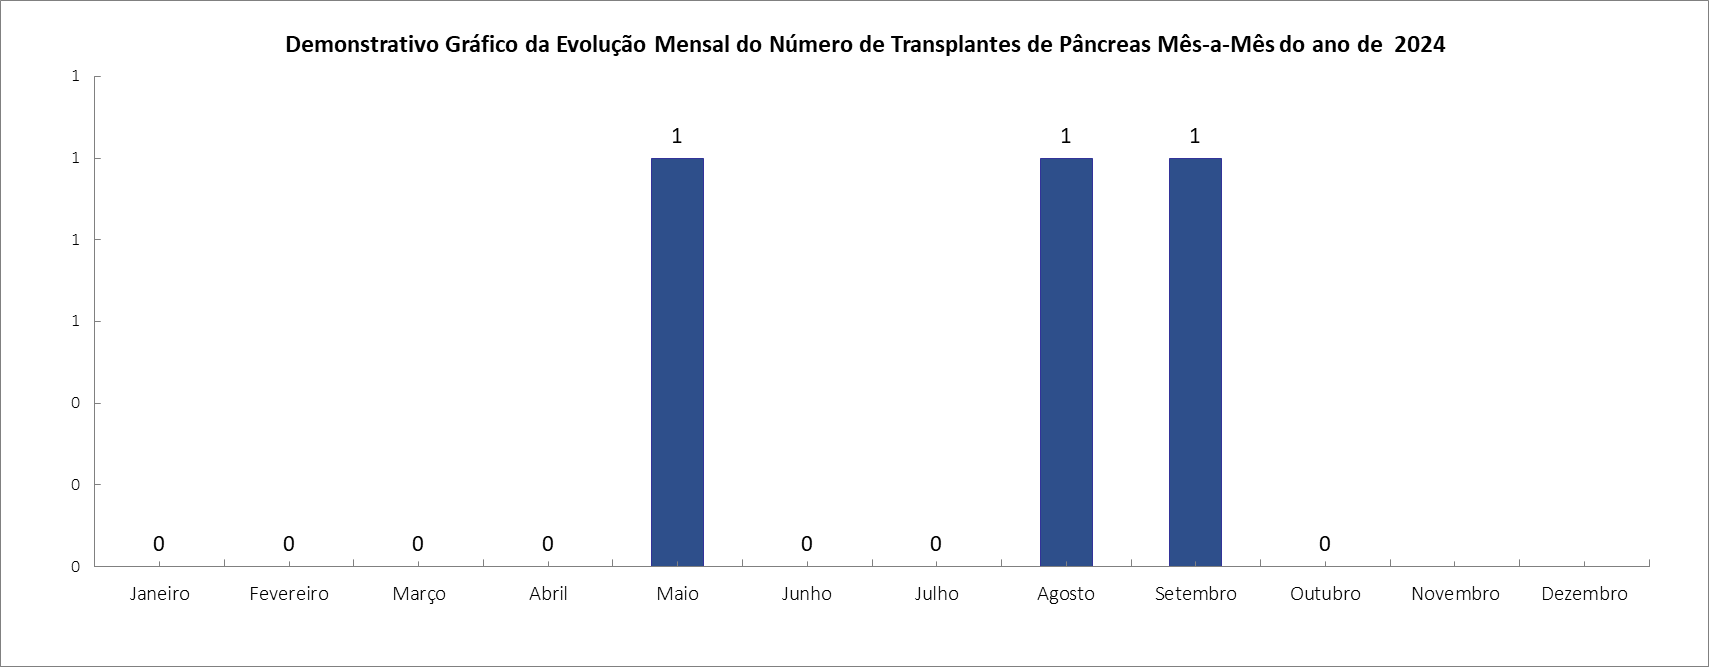 Demonstrativo Gráfico da Evolução Mensal do Número de Transplantes de Pâncreas Mês-a-Mês do ano de 2024
1
1
1
1
0
0
0
0 0 0 0 1 0 0 1 1 0
Janeiro Fevereiro Março Abril Maio Junho Julho Agosto Setembro Outubro Novembro Dezembro